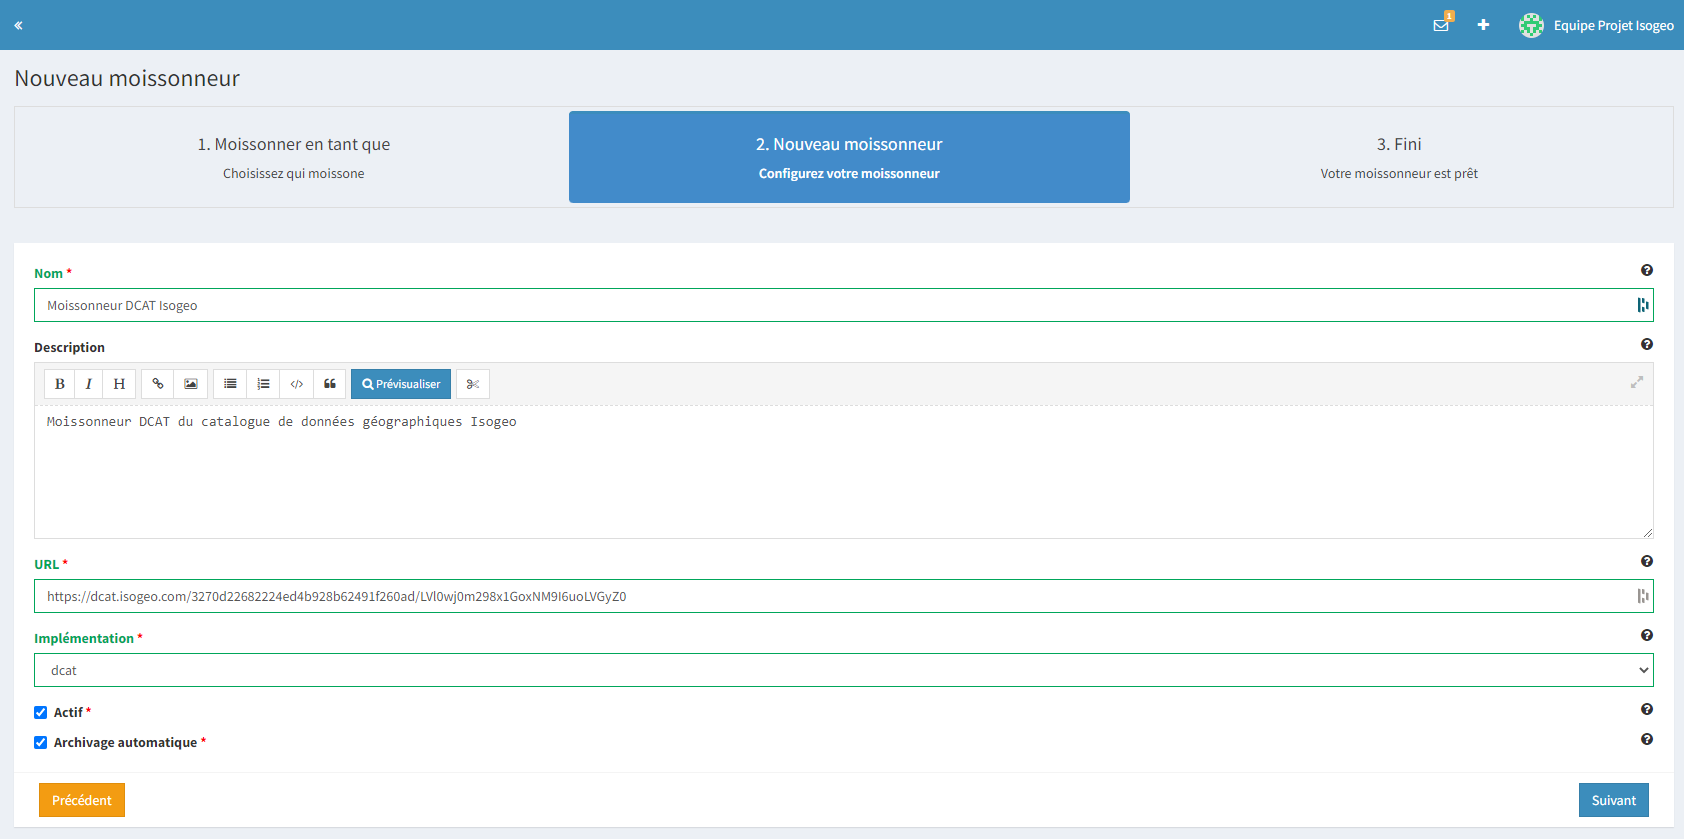 «
1
+
Equipe Projet Isogeo
Nouveau moissonneur
1. Moissonner en tant que
Choisissez qui moissone
2. Nouveau moissonneur
Configurez votre moissonneur
3. Fini
Votre moissonneur est prêt
Nom *
Moissonneur DCAT Isogeo
Description
B I H </> Prévisualiser
Moissonneur DCAT du catalogue de données géographiques Isogeo
URL *
https://dcat.isogeo.com/3270d22682224ed4b928b62491f260ad/LVl0wj0m298x1GoxNM9I6uoLVGyZ0
Implémentation *
dcat
Actif *
Archivage automatique *
Précédent
Suivant